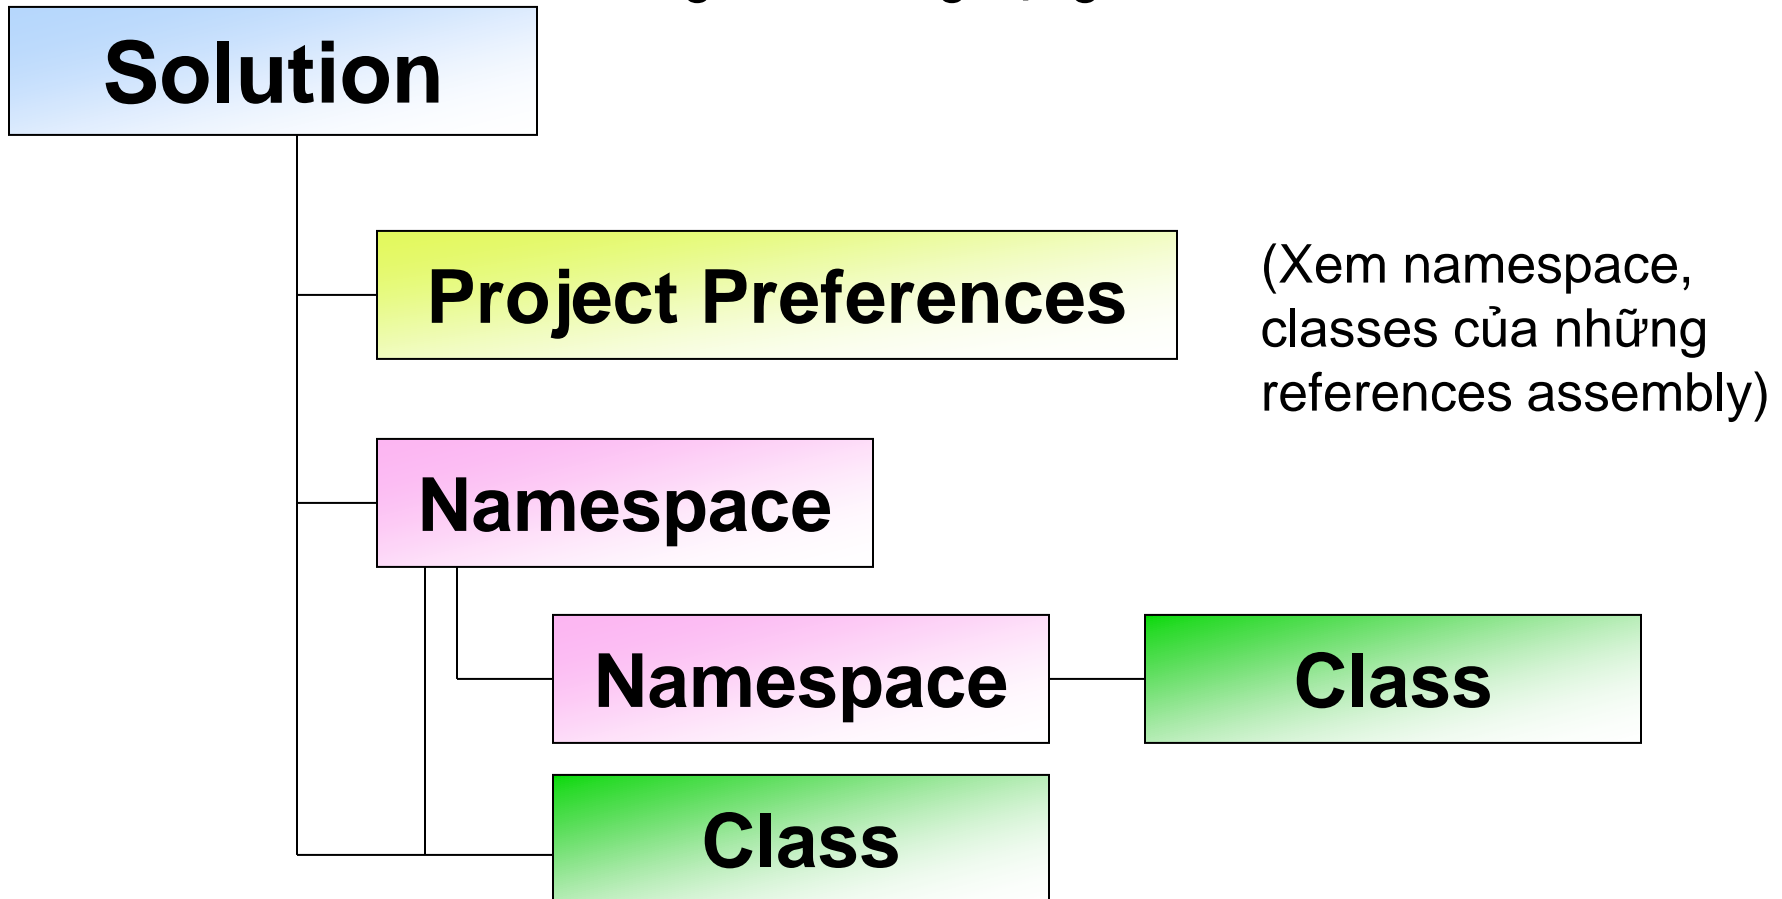 Solution
Project Preferences
(Xem namespace,
classes của những
references assembly)
Namespace
Namespace
Class
Class